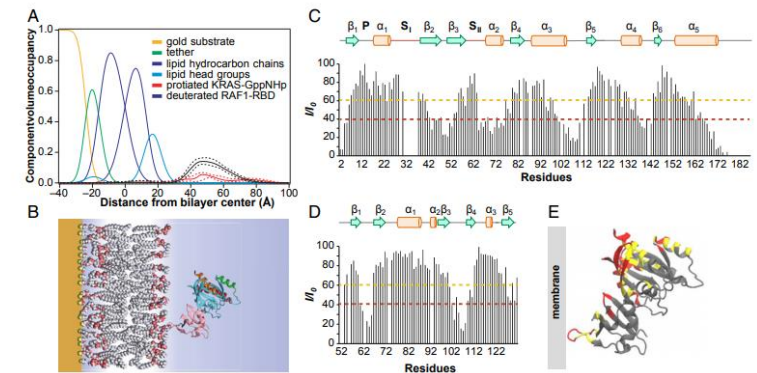 A
Componentvolumeoccupancy
1.0
0.8
0.6
0.4
0.2
0.0
gold substrate
tether
lipid hydrocarbon chains
lipid head groups
protiated KRAS-GppNHp
deuterated RAF1-RBD
−40 −20 0 20 40 60 80 100
Distance from bilayer center (Å)
B
C
β1 P α1 SI β2 β3 SII α2 β4 α3 β5 α4 β6 α5
I/I0
100
80
60
40
20
0
2 12 22 32 42 52 62 72 82 92 102 112 122 132 142 152 162 172 182
Residues
D
β1 β2 α1 α2 β3 β4 α3 β5
I/I0
100
80
60
40
20
0
52 62 72 82 92 102 112 122
Residues
E
membrane